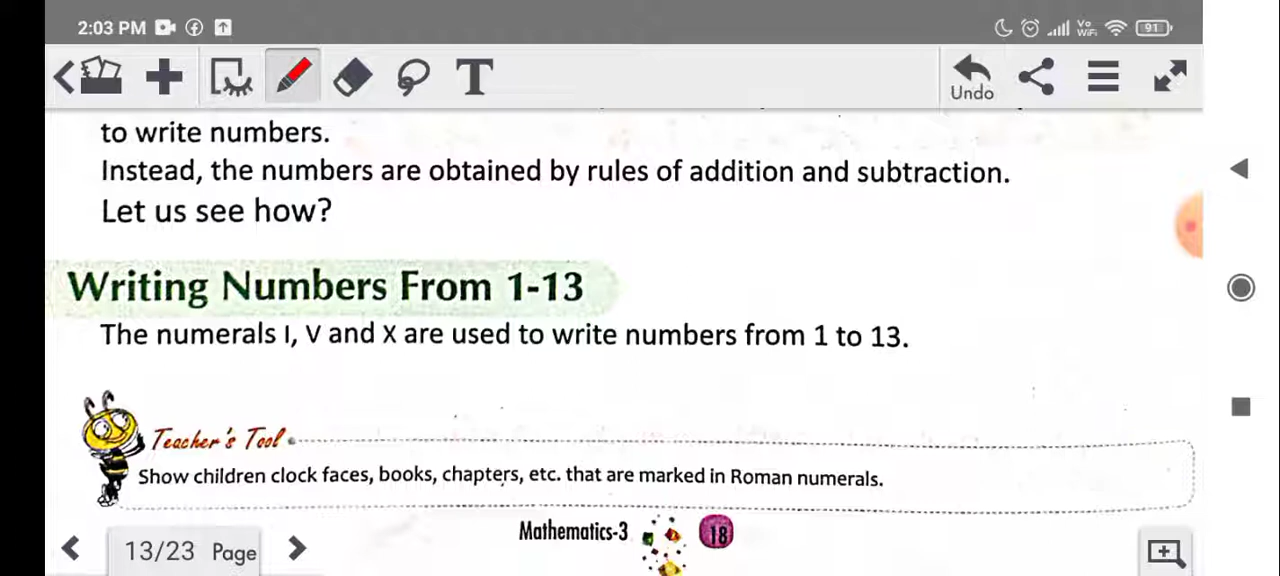 2:03 PM
Vo WiFi 91
T
Undo
to write numbers.
Instead, the numbers are obtained by rules of addition and subtraction.
Let us see how?
Writing Numbers From 1-13
The numerals I, V and X are used to write numbers from 1 to 13.
Teacher's Tool
Show children clock faces, books, chapters, etc. that are marked in Roman numerals.
Mathematics-3 18
13/23 Page